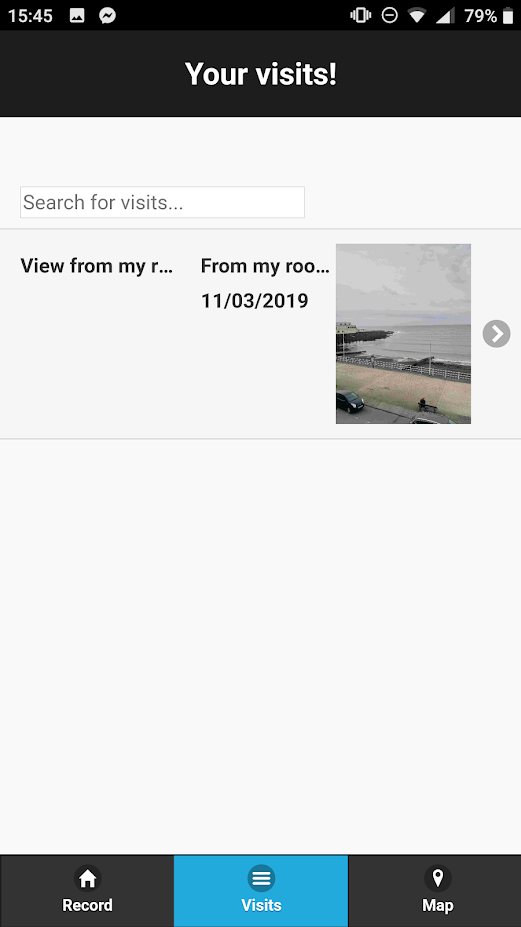 15:45 79%
Your visits!
Search for visits...
View from my r... From my roo...
11/03/2019
Record Visits Map